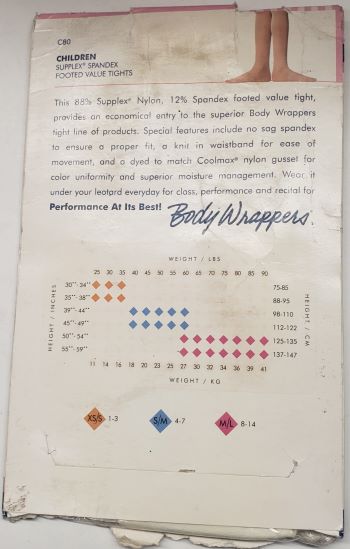 C80
CHILDREN
SUPPLEX® SPANDEX
FOOTED VALUE TIGHTS
This 88% Supplex® Nylon, 12% Spandex footed value tight,
provides an economical entry to the superior Body Wrappers
tight line of products. Special features include no sag spandex
to ensure a proper fit, a knit in waistband for ease of
movement, and a dyed to match Coolmax® nylon gusset for
color uniformity and superior moisture management. Wear it
under your leotard everyday for class, performance and recital for
Performance At Its Best! Body Wrappers®
WEIGHT / LBS
25 30 35 40 45 50 55 60 65 70 75 80 85 90
30"-34" 75-85
35"-38" 88-95
39"-44" 98-110
45"-49" 112-122
50"-54" 125-135
55"-59" 137-147
HEIGHT / INCHES
HEIGHT / CM
11 14 16 18 20 23 25 27 30 32 34 36 39 41
WEIGHT / KG
XS/S 1-3 S/M 4-7 M/L 8-14